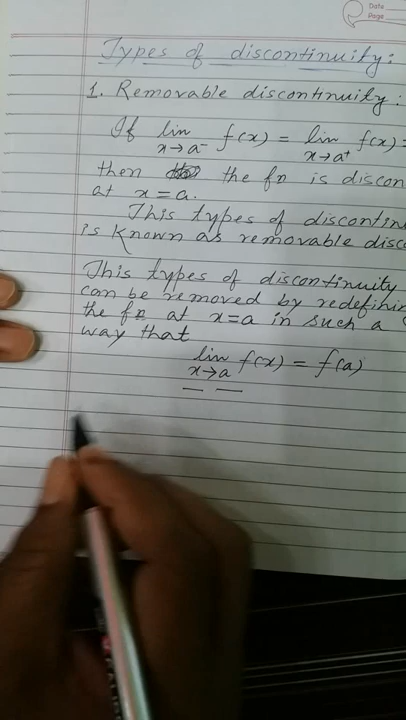 Date
Page
Types of discontinuity:
1. Removable discontinuity:
If lim x→a⁻ f(x) = lim x→a⁺ f(x) =
then the fn is discon
at x = a.
This types of discontin
is known as removable disc
This types of discontinuity
can be removed by redefinin
the fn at x=a in such a
way that
lim x→a f(x) = f(a)